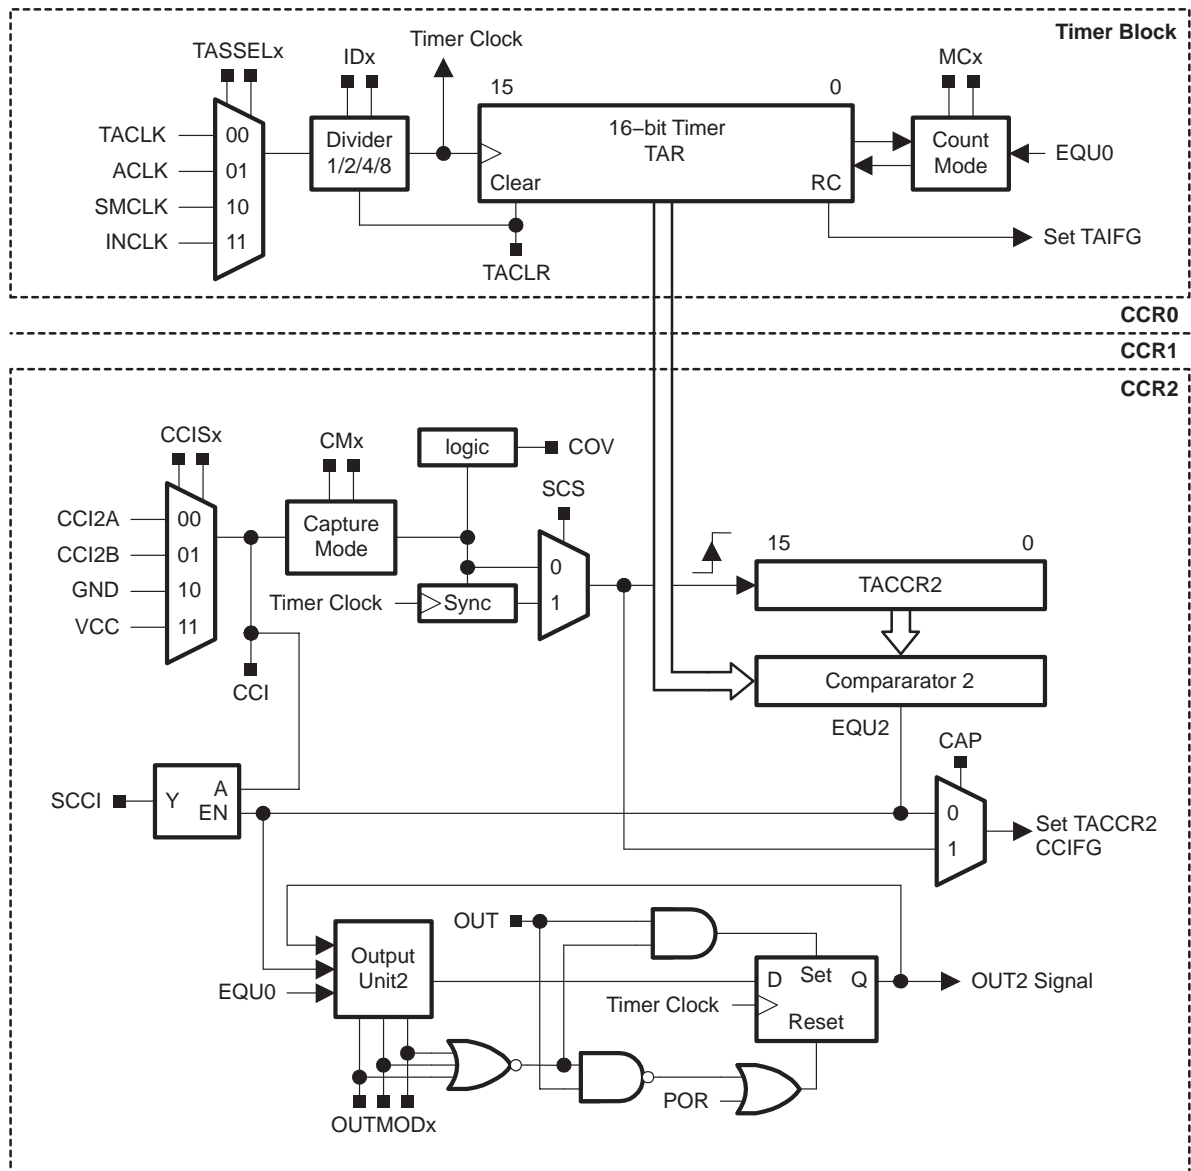 Timer Block
Timer Clock
TASSELx
IDx
MCx
15
0
TACLK
ACLK
SMCLK
INCLK
00
01
10
11
Divider
1/2/4/8
16–bit Timer
TAR
Clear
RC
Count
Mode
EQU0
Set TAIFG
TACLR
CCR0
CCR1
CCR2
CCISx
CMx
logic
COV
SCS
CCI2A
CCI2B
GND
VCC
00
01
10
11
Capture
Mode
0
1
Timer Clock
Sync
15
0
TACCR2
CCI
Compararator 2
EQU2
CAP
SCCI
Y
A
EN
0
1
Set TACCR2
CCIFG
OUT
Output
Unit2
EQU0
D
Set
Q
Timer Clock
Reset
OUT2 Signal
POR
OUTMODx